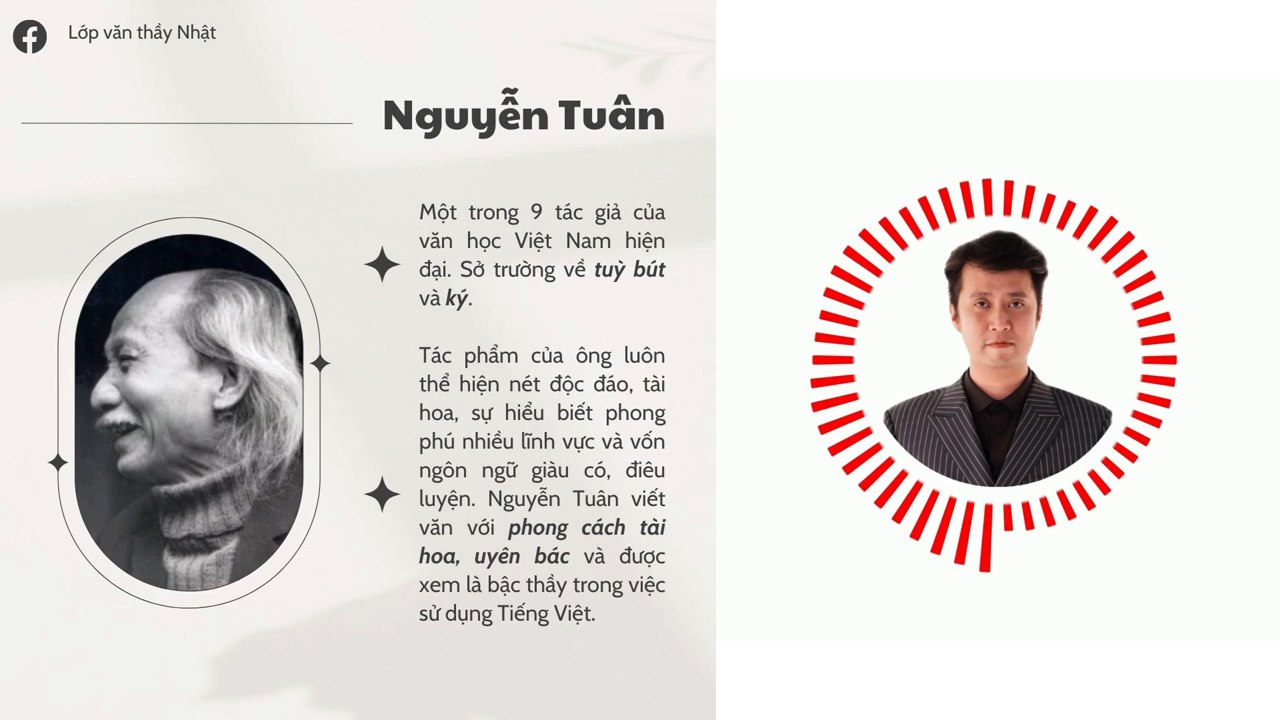 Lớp văn thầy Nhật
Nguyễn Tuân
Một trong 9 tác giả của
văn học Việt Nam hiện
đại. Sở trường về tuỳ bút
và ký.
Tác phẩm của ông luôn
thể hiện nét độc đáo, tài
hoa, sự hiểu biết phong
phú nhiều lĩnh vực và vốn
ngôn ngữ giàu có, điêu
luyện. Nguyễn Tuân viết
văn với phong cách tài
hoa, uyên bác và được
xem là bậc thầy trong việc
sử dụng Tiếng Việt.